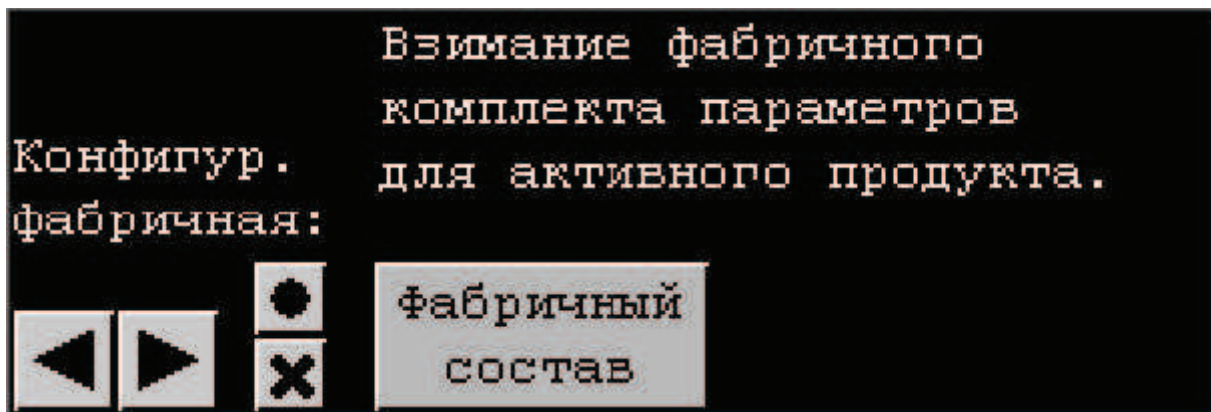 Взимание фабричного
комплекта параметров
для активного продукта.
Конфигур.
фабричная:
Фабричный
состав